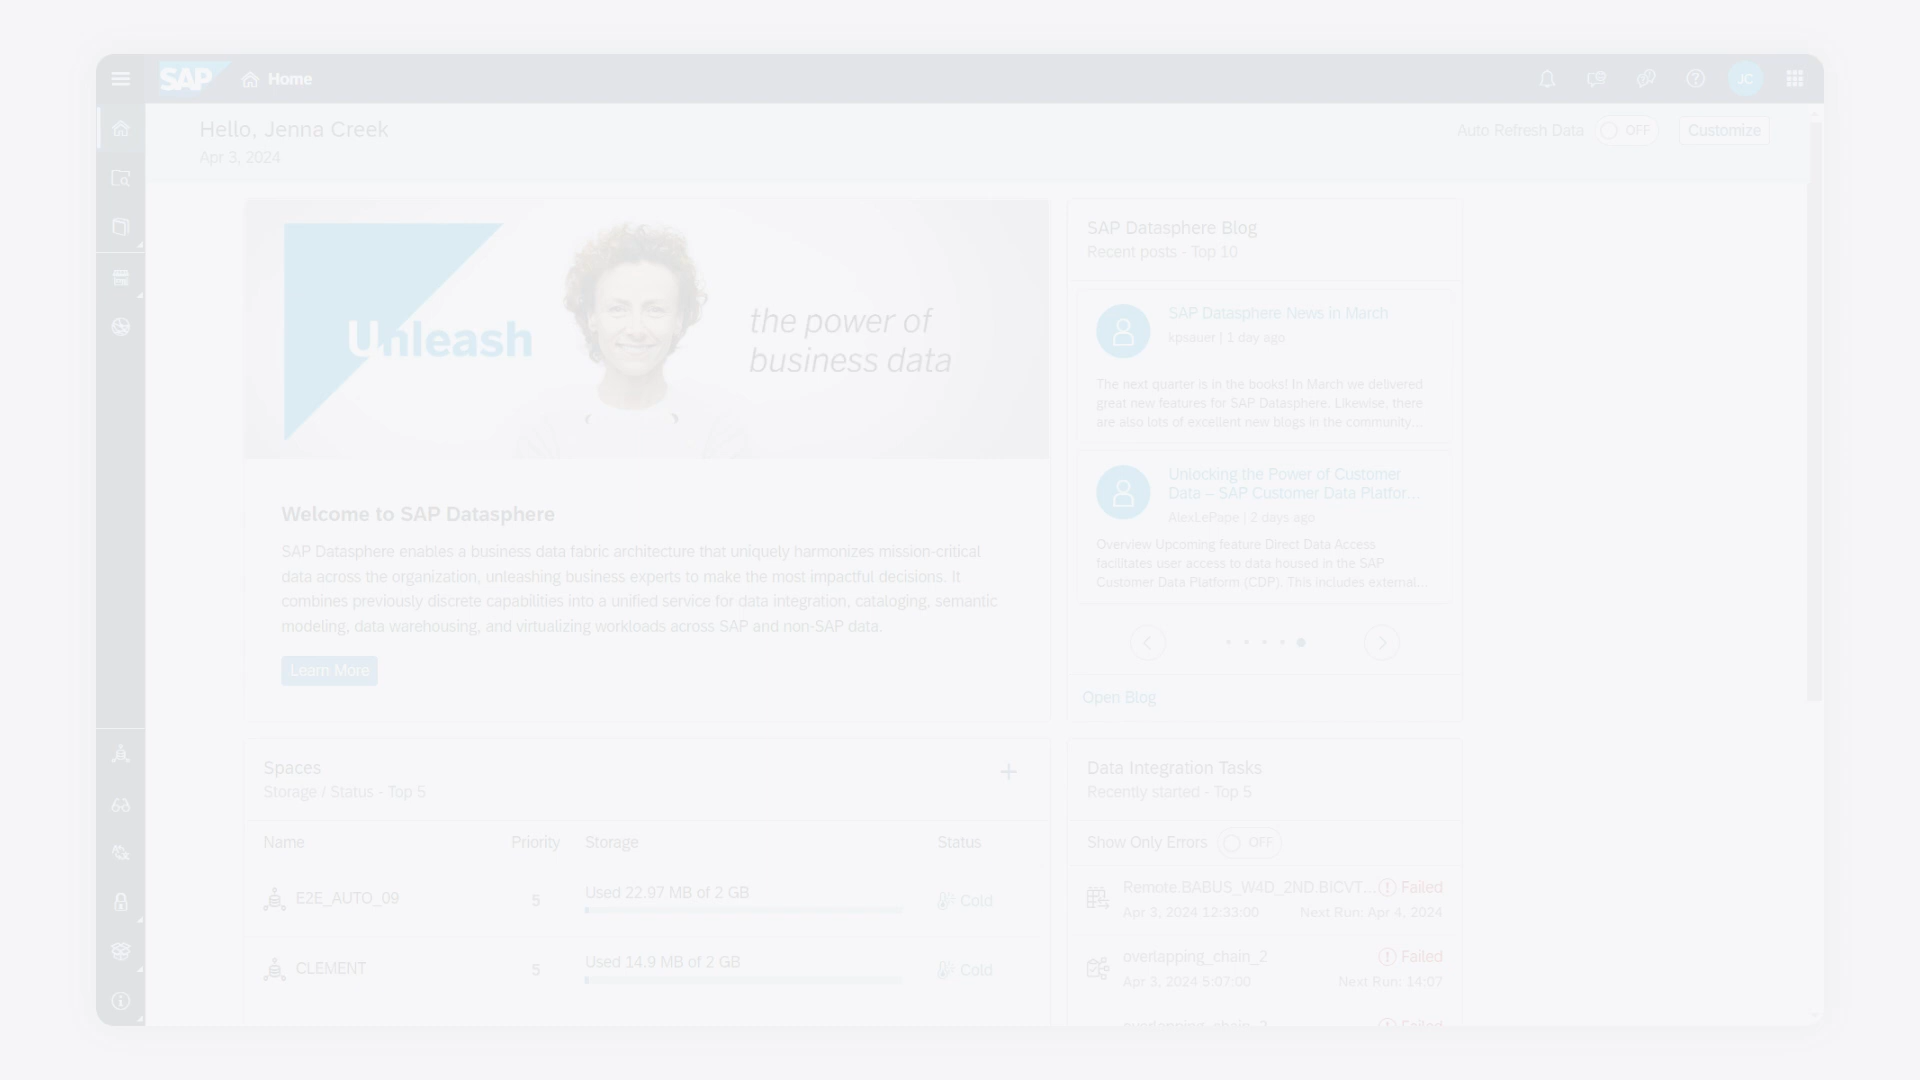 SAP
Home
JC
Hello, Jenna Creek
Apr 3, 2024
Auto Refresh Data
OFF
Customize
Unleash
the power of
business data
Welcome to SAP Datasphere
SAP Datasphere enables a business data fabric architecture that uniquely harmonizes mission-critical
data across the organization, unleashing business experts to make the most impactful decisions. It
combines previously discrete capabilities into a unified service for data integration, cataloging, semantic
modeling, data warehousing, and virtualizing workloads across SAP and non-SAP data.
Learn More
SAP Datasphere Blog
Recent posts - Top 10
SAP Datasphere News in March
kpsauer | 1 day ago
The next quarter is in the books! In March we delivered
great new features for SAP Datasphere. Likewise, there
are also lots of excellent new blogs in the community...
Unlocking the Power of Customer
Data – SAP Customer Data Platfor...
AlexLePape | 2 days ago
Overview Upcoming feature Direct Data Access
facilitates user access to data housed in the SAP
Customer Data Platform (CDP). This includes external...
Open Blog
Spaces
Storage / Status - Top 5
Name Priority Storage Status
E2E_AUTO_09 5 Used 22.97 MB of 2 GB Cold
CLEMENT 5 Used 14.9 MB of 2 GB Cold
Data Integration Tasks
Recently started - Top 5
Show Only Errors OFF
Remote.BABUS_W4D_2ND.BICVT... Failed
Apr 3, 2024 12:33:00 Next Run: Apr 4, 2024
overlapping_chain_2 Failed
Apr 3, 2024 5:07:00 Next Run: 14:07
overlapping_chain_2 Failed